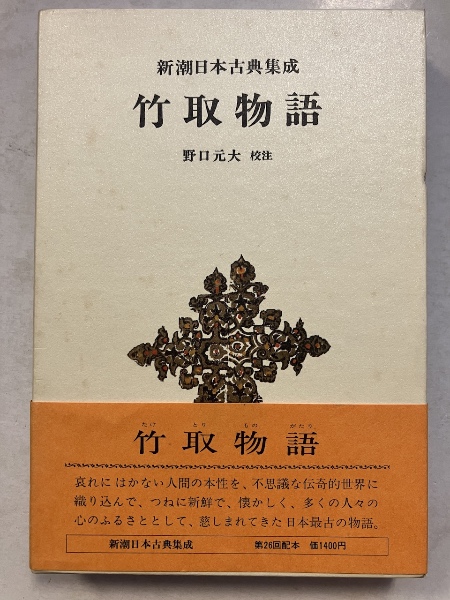 新潮日本古典集成
竹取物語
野口元大 校注
たけ とり もの がたり
竹取物語
哀れに はかない人間の本性を、不思議な伝奇的世界に
織り込んで、つねに新鮮で、懐かしく、多くの人々の
心のふるさととして、慈しまれてきた日本最古の物語。
新潮日本古典集成 第26回配本 価1400円